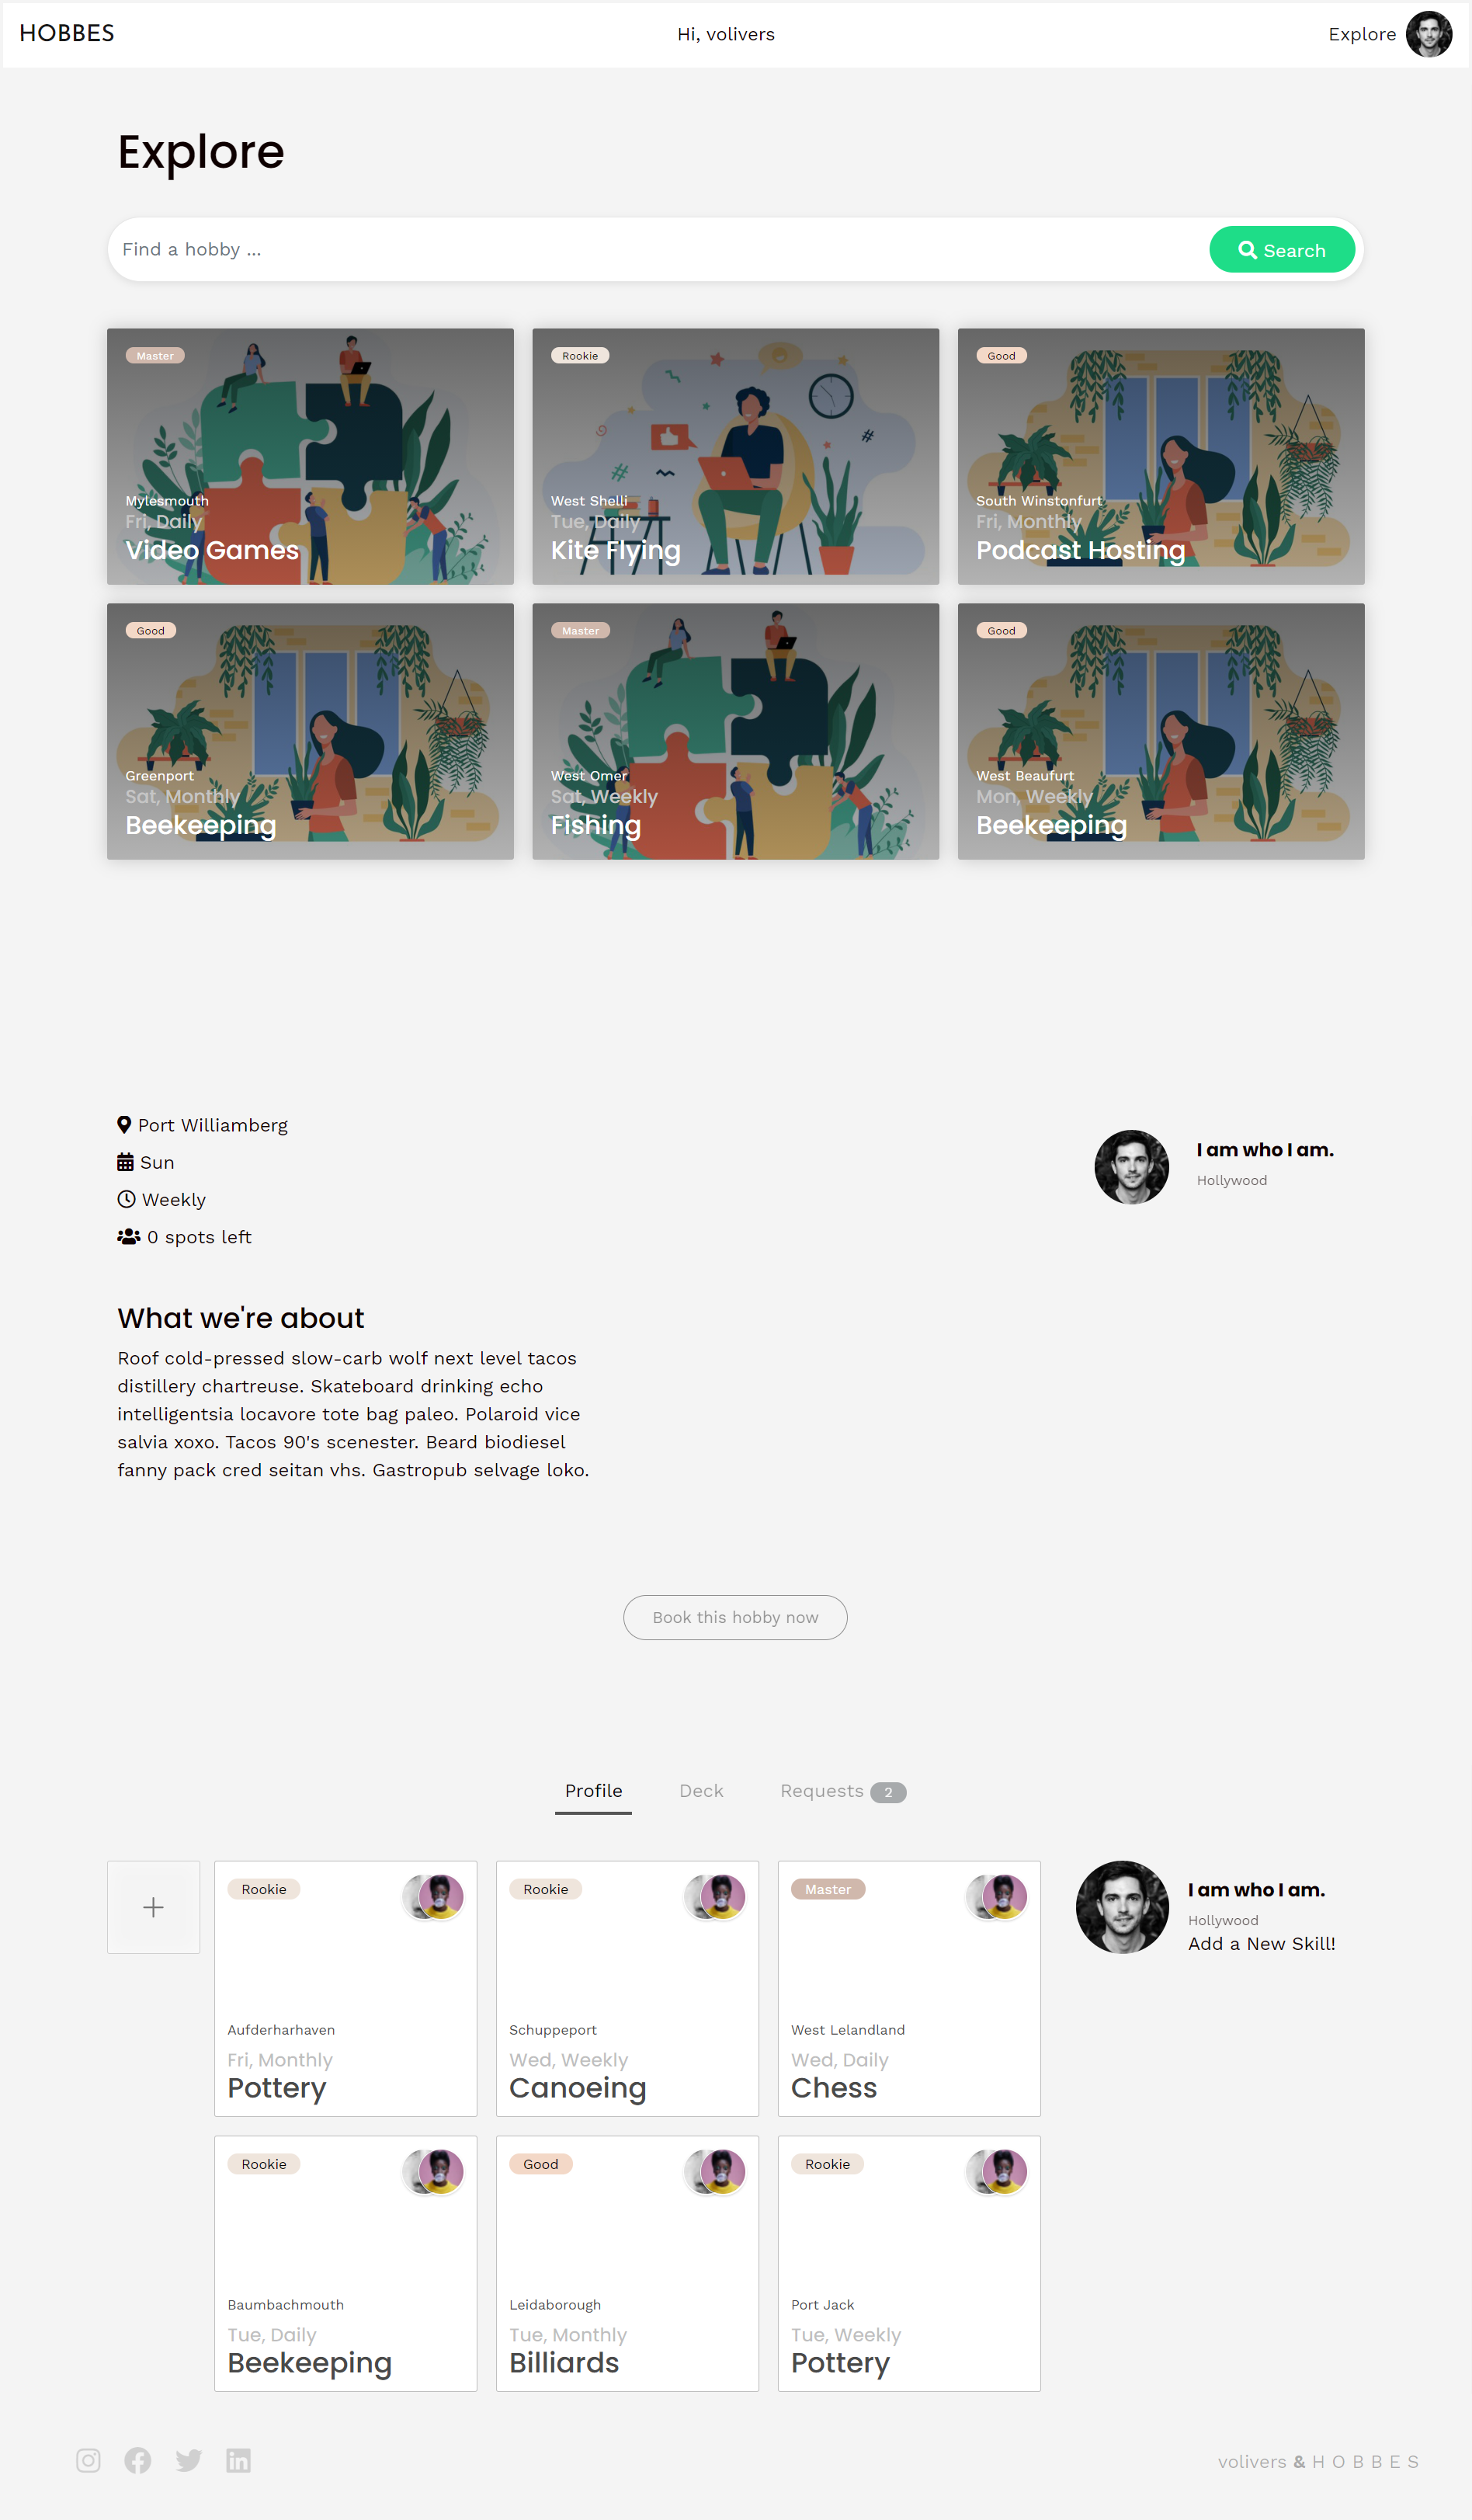 HOBBES
Hi, volivers
Explore
Explore
Find a hobby ...
Search
Master
Mylesmouth
Fri, Daily
Video Games
Rookie
West Shelli
Tue, Daily
Kite Flying
Good
South Winstonfurt
Fri, Monthly
Podcast Hosting
Good
Greenport
Sat, Monthly
Beekeeping
Master
West Omer
Sat, Weekly
Fishing
Good
West Beaufurt
Mon, Weekly
Beekeeping
Port Williamberg
Sun
Weekly
0 spots left
I am who I am.
Hollywood
What we're about
Roof cold-pressed slow-carb wolf next level tacos
distillery chartreuse. Skateboard drinking echo
intelligentsia locavore tote bag paleo. Polaroid vice
salvia xoxo. Tacos 90's scenester. Beard biodiesel
fanny pack cred seitan vhs. Gastropub selvage loko.
Book this hobby now
Profile
Deck
Requests 2
Rookie
Aufderharhaven
Fri, Monthly
Pottery
Rookie
Schuppeport
Wed, Weekly
Canoeing
Master
West Lelandland
Wed, Daily
Chess
I am who I am.
Hollywood
Add a New Skill!
Rookie
Baumbachmouth
Tue, Daily
Beekeeping
Good
Leidaborough
Tue, Monthly
Billiards
Rookie
Port Jack
Tue, Weekly
Pottery
volivers & H O B B E S